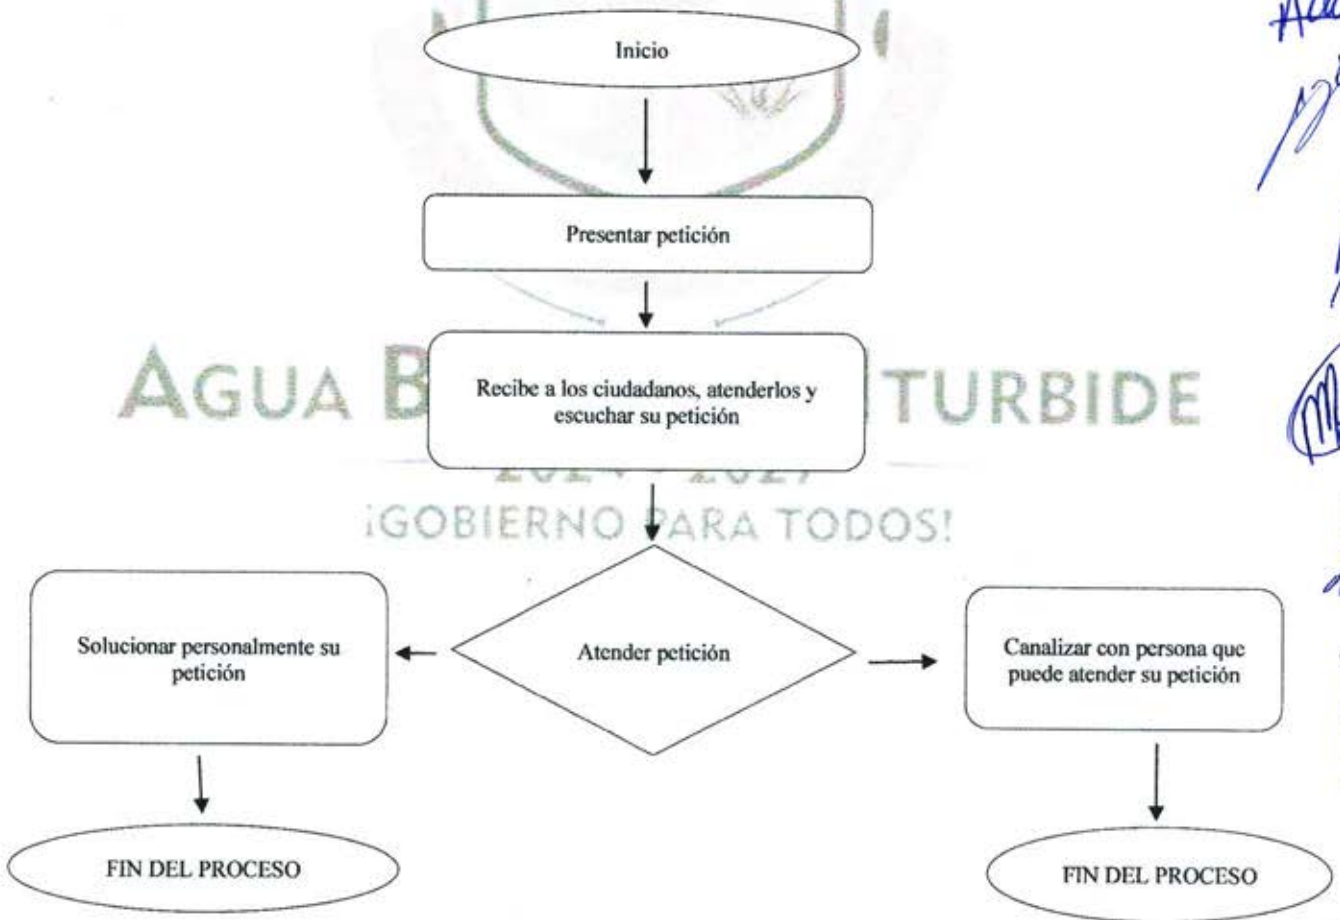 Inicio
Presentar petición
AGUA B TURBIDE
Recibe a los ciudadanos, atenderlos y
escuchar su petición
¡GOBIERNO PARA TODOS!
Solucionar personalmente su
petición
Atender petición
Canalizar con persona que
puede atender su petición
FIN DEL PROCESO
FIN DEL PROCESO